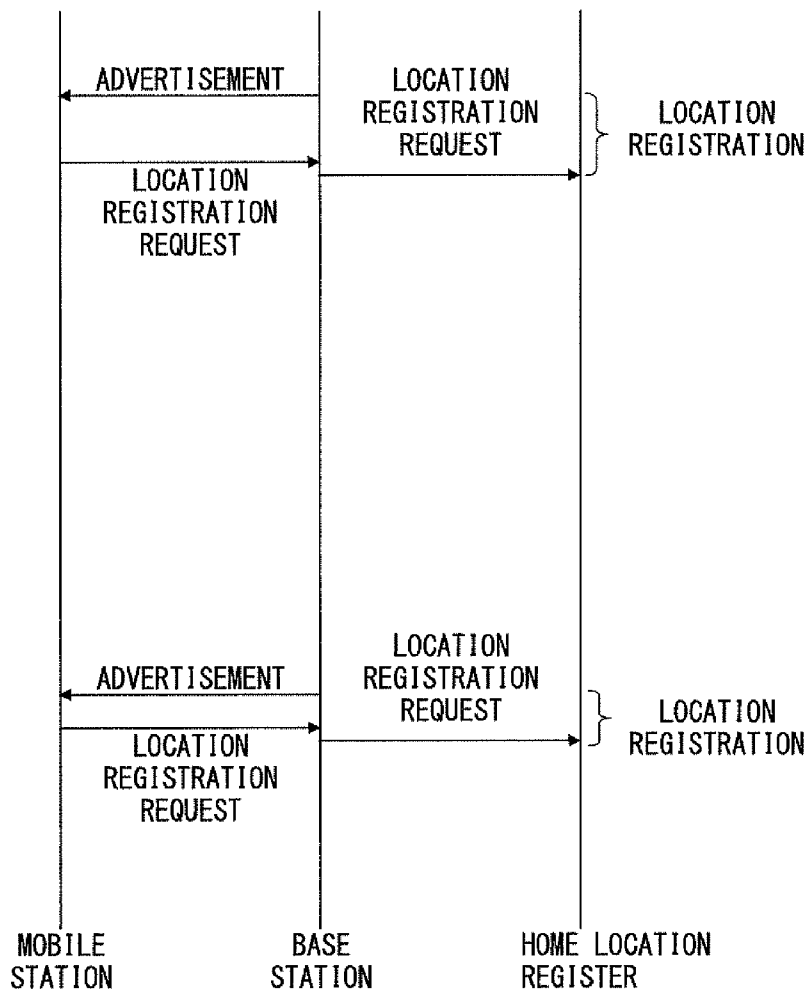 ADVERTISEMENT
LOCATION
REGISTRATION
REQUEST
LOCATION
REGISTRATION
LOCATION
REGISTRATION
REQUEST
LOCATION
REGISTRATION
REQUEST
ADVERTISEMENT
LOCATION
REGISTRATION
LOCATION
REGISTRATION
REQUEST
MOBILE
STATION
BASE
STATION
HOME LOCATION
REGISTER